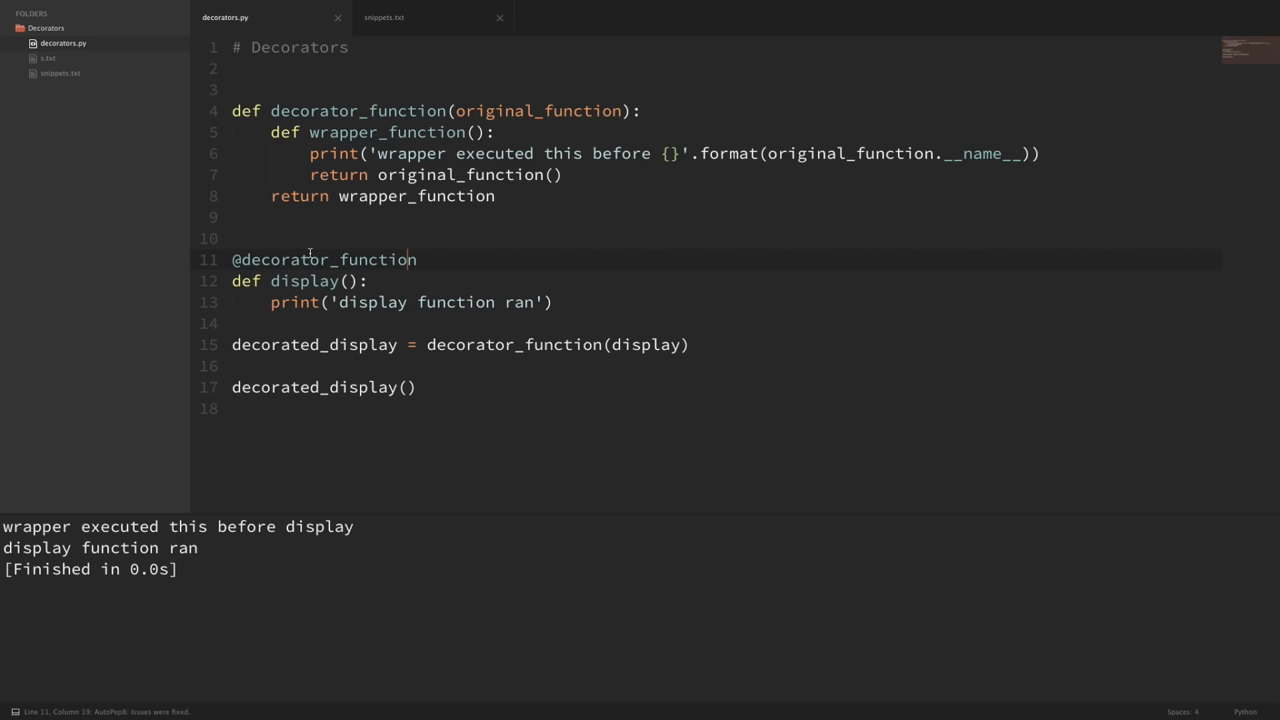 FOLDERS
Decorators
decorators.py
s.txt
snippets.txt
decorators.py
snippets.txt
1 # Decorators
2
3
4 def decorator_function(original_function):
5     def wrapper_function():
6         print('wrapper executed this before {}'.format(original_function.__name__))
7         return original_function()
8     return wrapper_function
9
10
11 @decorator_function
12 def display():
13     print('display function ran')
14
15 decorated_display = decorator_function(display)
16
17 decorated_display()
18
wrapper executed this before display
display function ran
[Finished in 0.0s]
Line 11, Column 19; AutoPep8: Issues were fixed.
Spaces: 4
Python